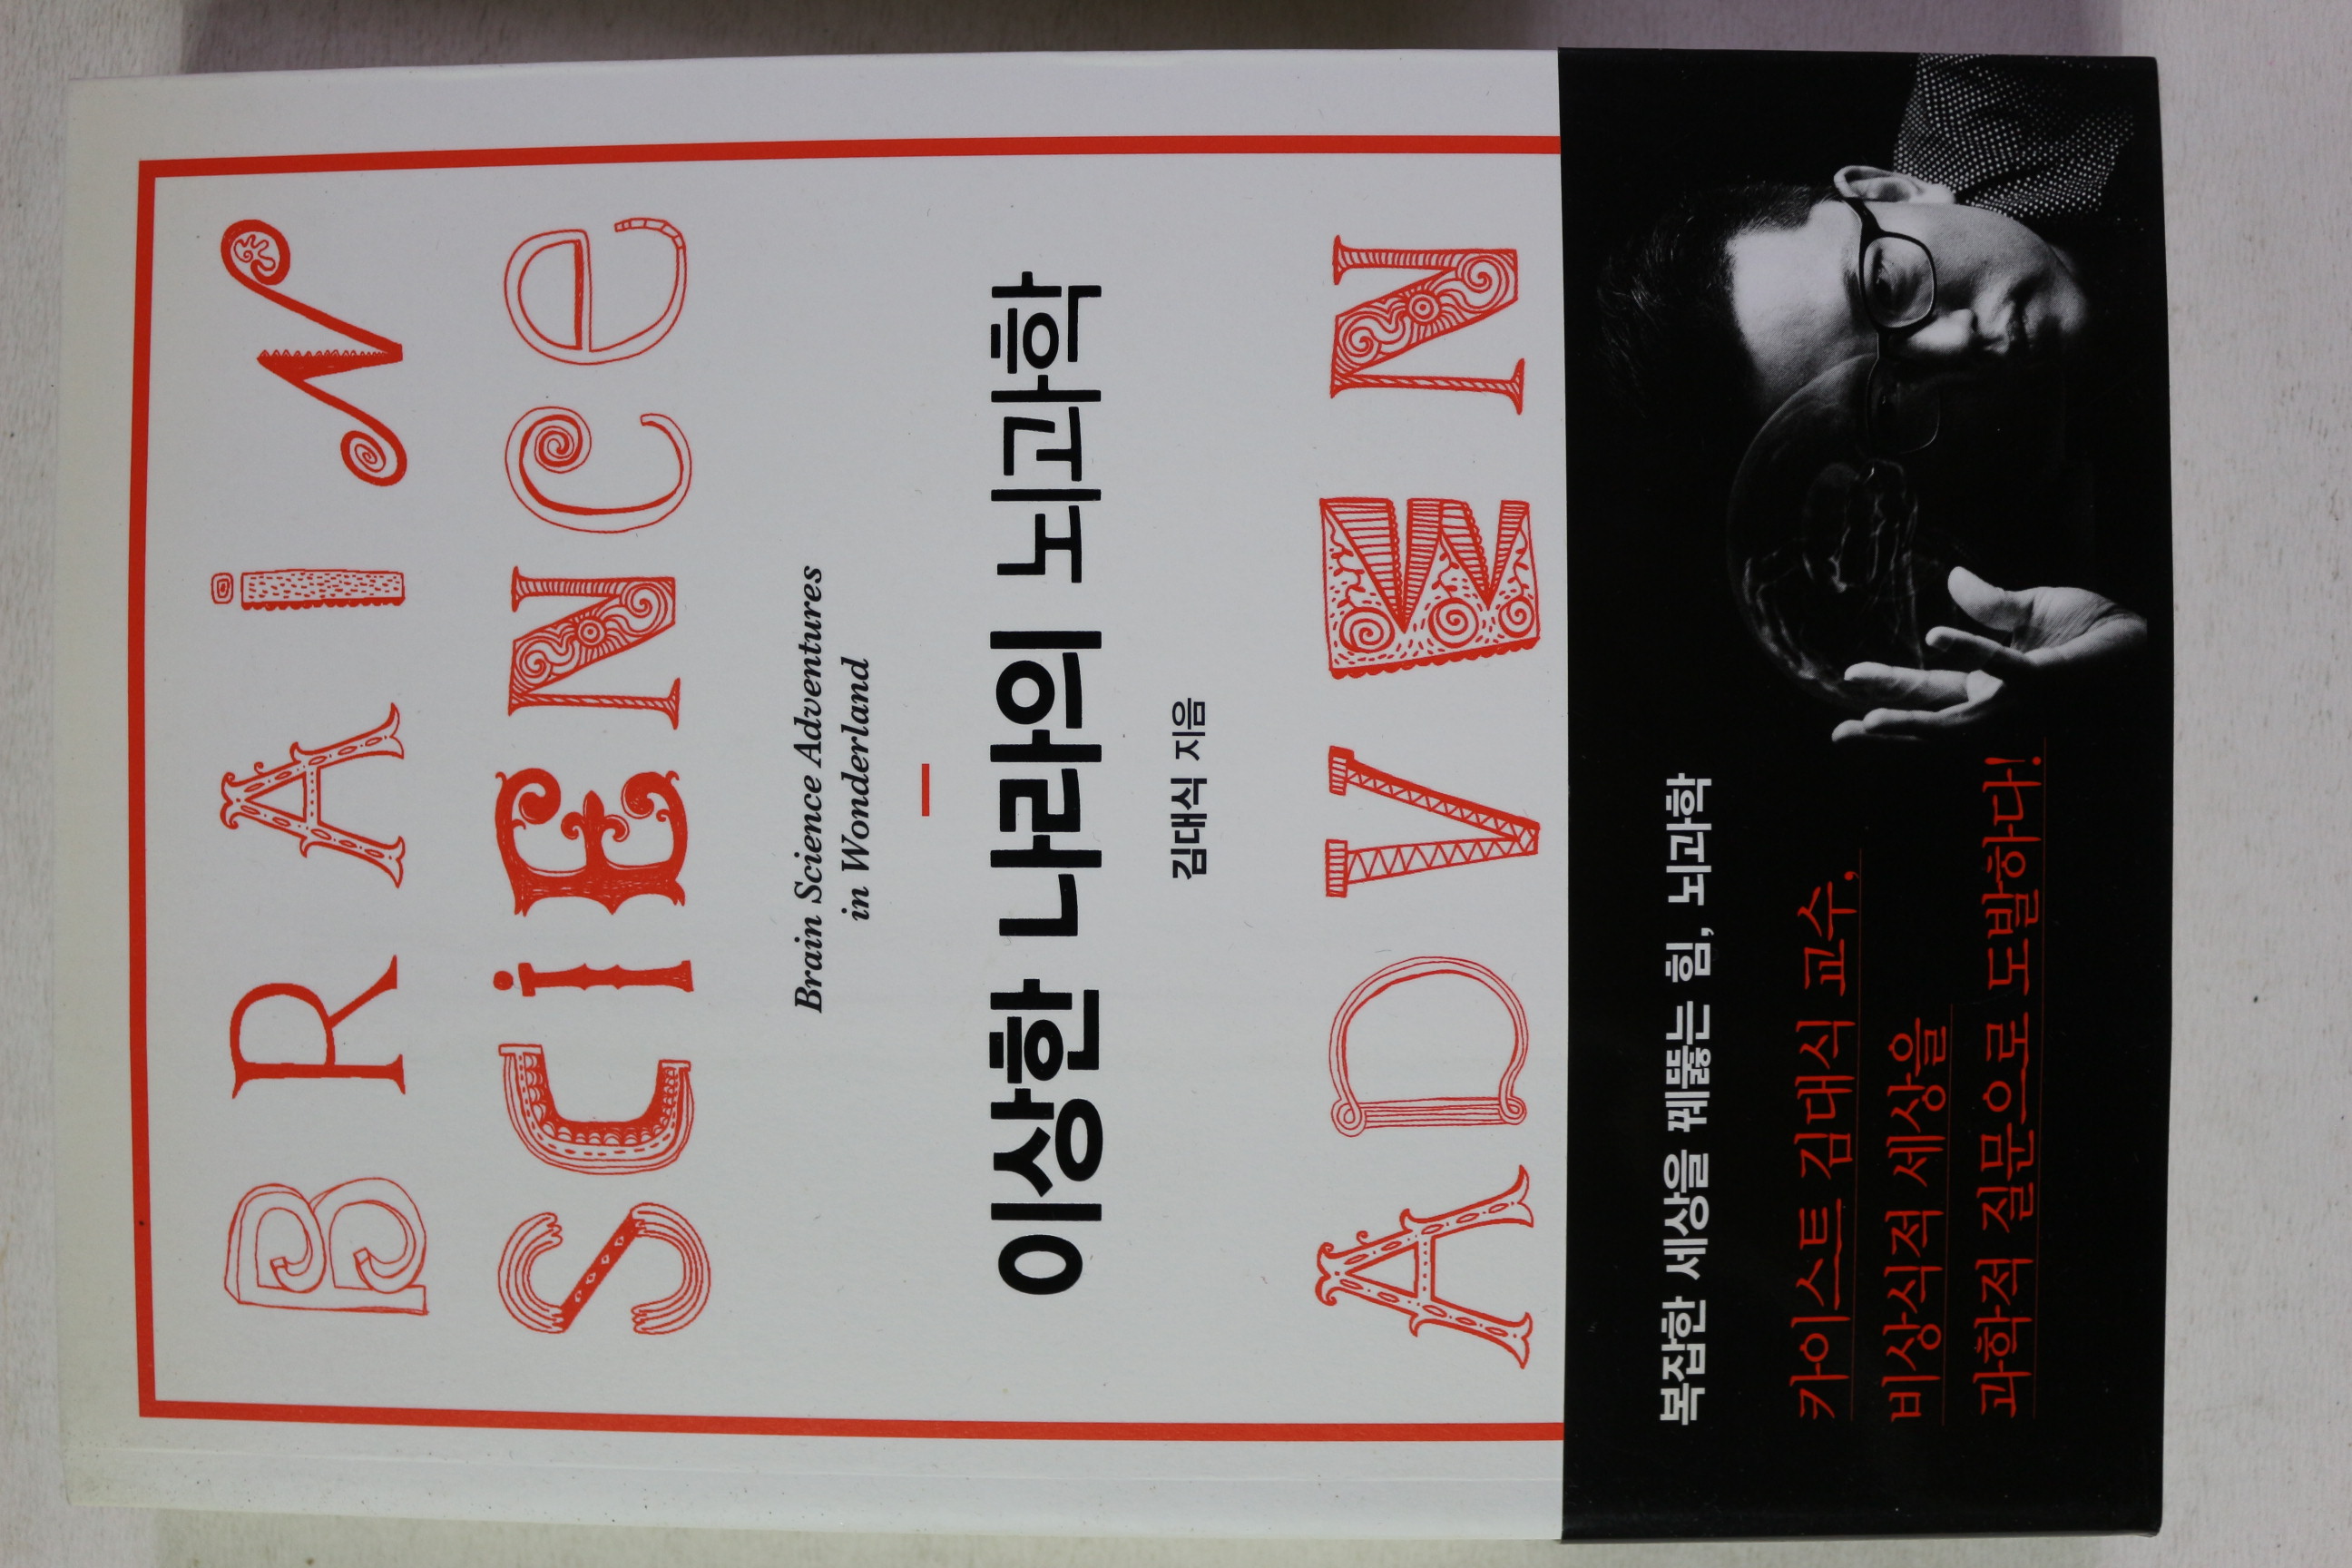 BRAiN
SCiENCe
Brain Science Adventures
in Wonderland
이상한 나라의 뇌과학
김대식 지음
ADVEN
복잡한 세상을 꿰뚫는 힘, 뇌과학
카이스트 김대식 교수,
비상식적 세상을
과학적 질문으로 도발하다!